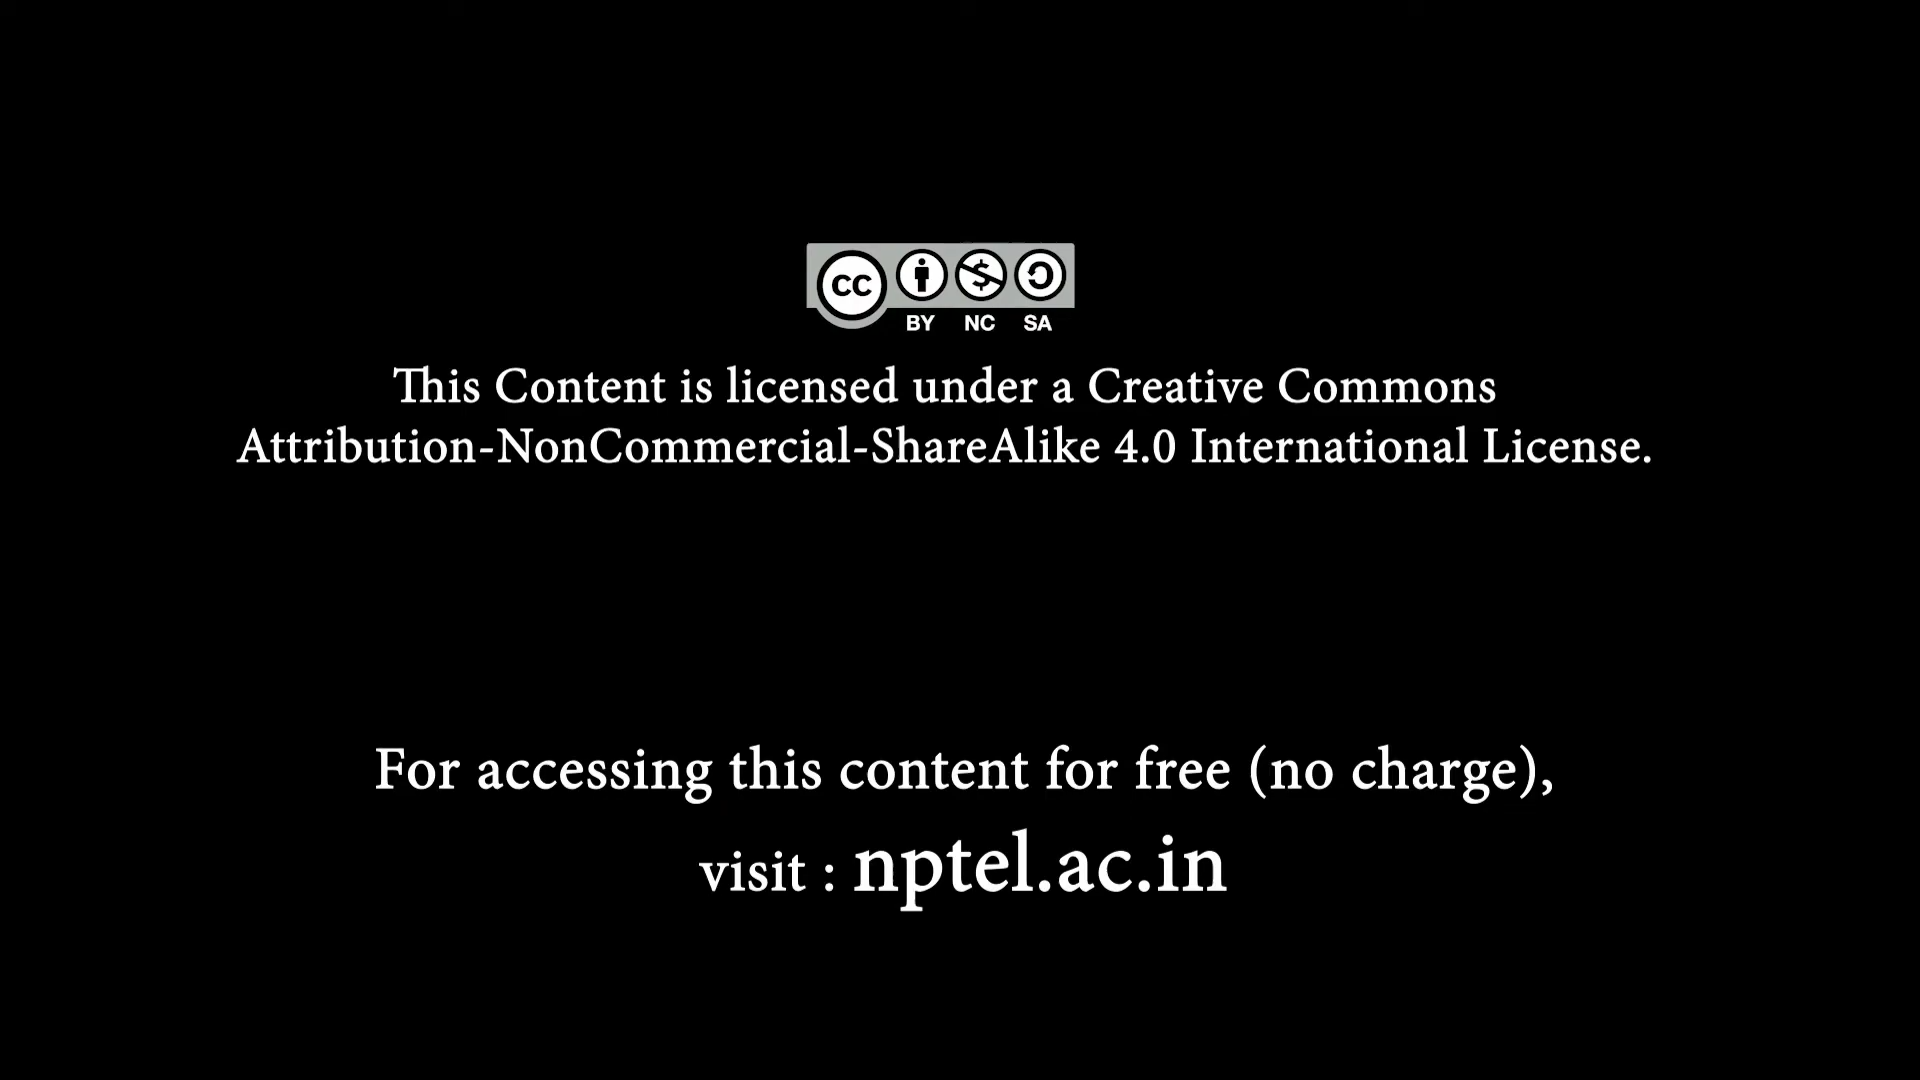 cc
BY NC SA
This Content is licensed under a Creative Commons
Attribution-NonCommercial-ShareAlike 4.0 International License.
For accessing this content for free (no charge),
visit : nptel.ac.in